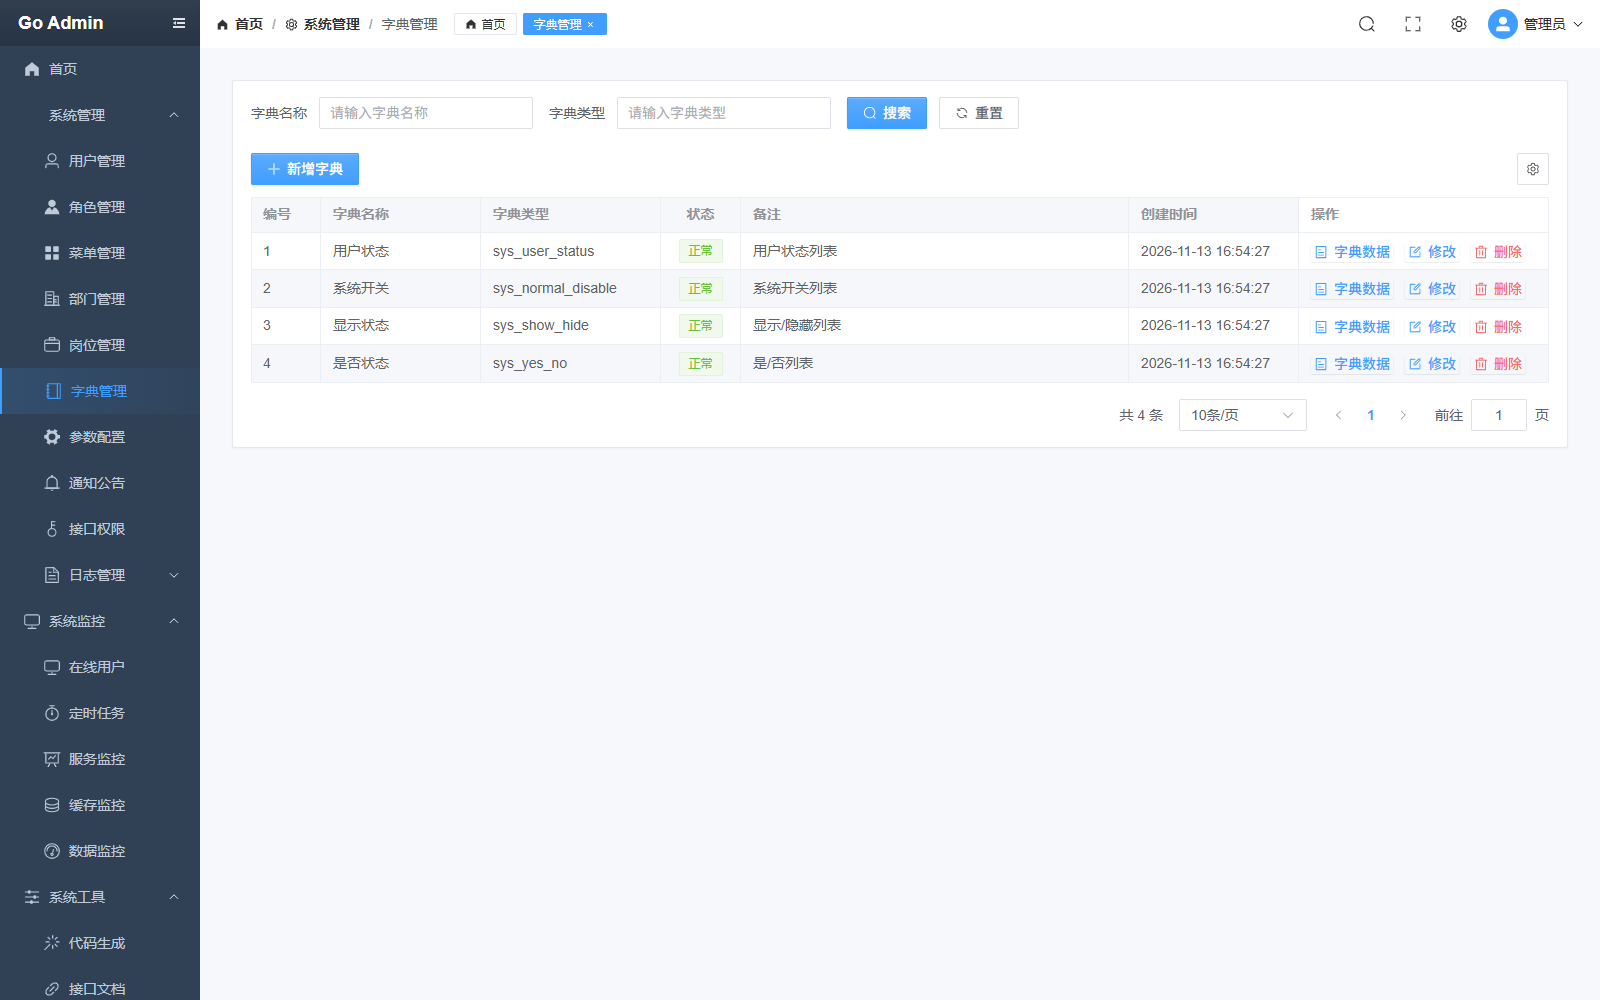 Go Admin
首页
系统管理
用户管理
角色管理
菜单管理
部门管理
岗位管理
字典管理
参数配置
通知公告
接口权限
日志管理
系统监控
在线用户
定时任务
服务监控
缓存监控
数据监控
系统工具
代码生成
接口文档
首页 / 系统管理 / 字典管理 首页 字典管理 × 管理员
字典名称 请输入字典名称 字典类型 请输入字典类型 搜索 重置
新增字典
编号 字典名称 字典类型 状态 备注 创建时间 操作
1 用户状态 sys_user_status 正常 用户状态列表 2026-11-13 16:54:27 字典数据 修改 删除
2 系统开关 sys_normal_disable 正常 系统开关列表 2026-11-13 16:54:27 字典数据 修改 删除
3 显示状态 sys_show_hide 正常 显示/隐藏列表 2026-11-13 16:54:27 字典数据 修改 删除
4 是否状态 sys_yes_no 正常 是/否列表 2026-11-13 16:54:27 字典数据 修改 删除
共 4 条 10条/页 1 前往 1 页